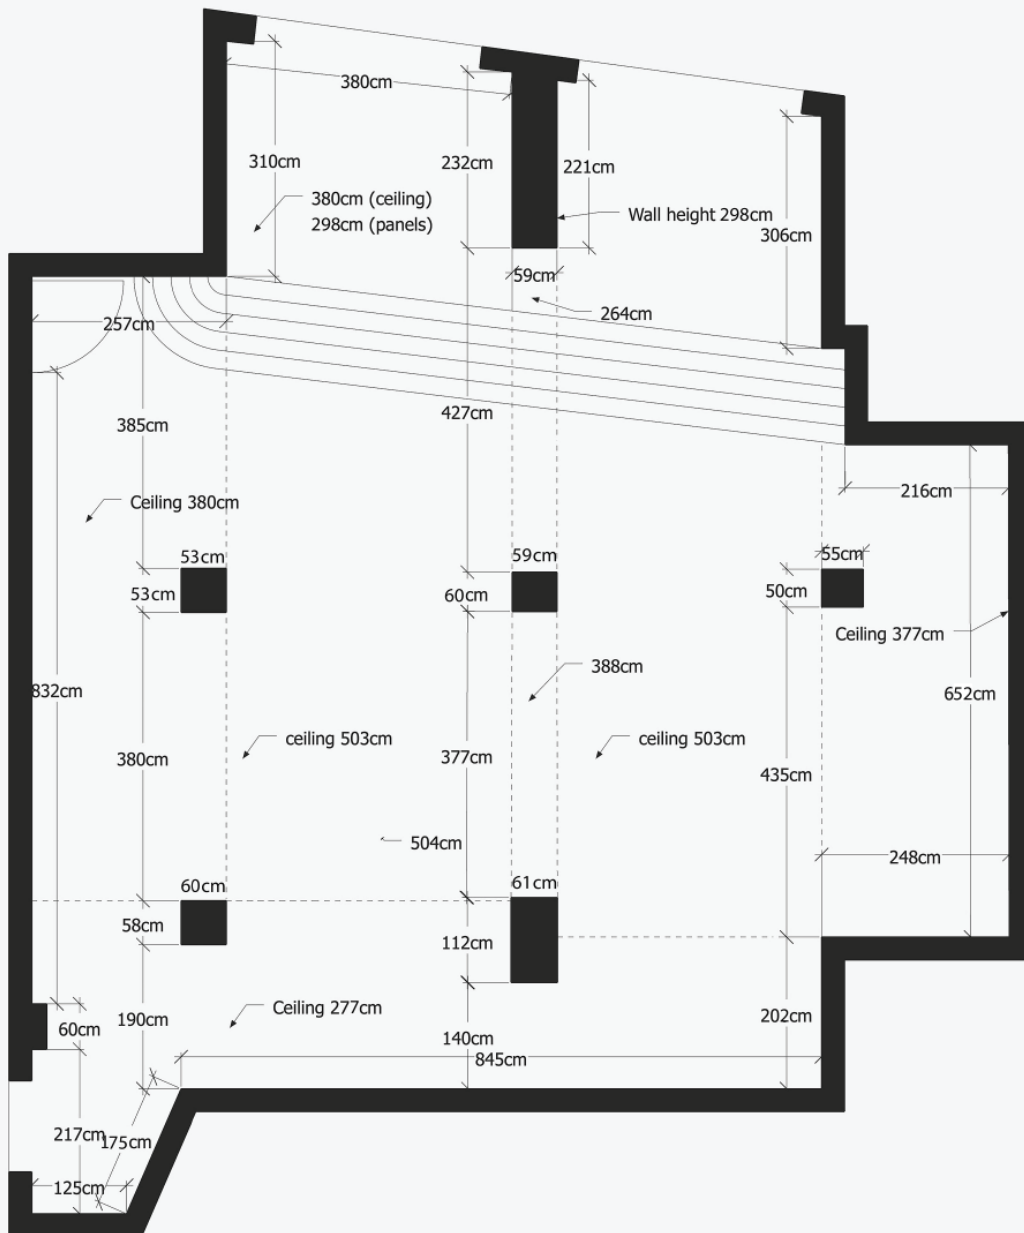 380cm
310cm
232cm
221cm
380cm (ceiling)
298cm (panels)
Wall height 298cm
306cm
59cm
264cm
257cm
385cm
427cm
216cm
Ceiling 380cm
53cm
59cm
55cm
53cm
60cm
50cm
Ceiling 377cm
388cm
832cm
652cm
ceiling 503cm
ceiling 503cm
380cm
377cm
435cm
504cm
248cm
60cm
61cm
58cm
112cm
Ceiling 277cm
60cm
190cm
202cm
140cm
845cm
217cm
175cm
125cm